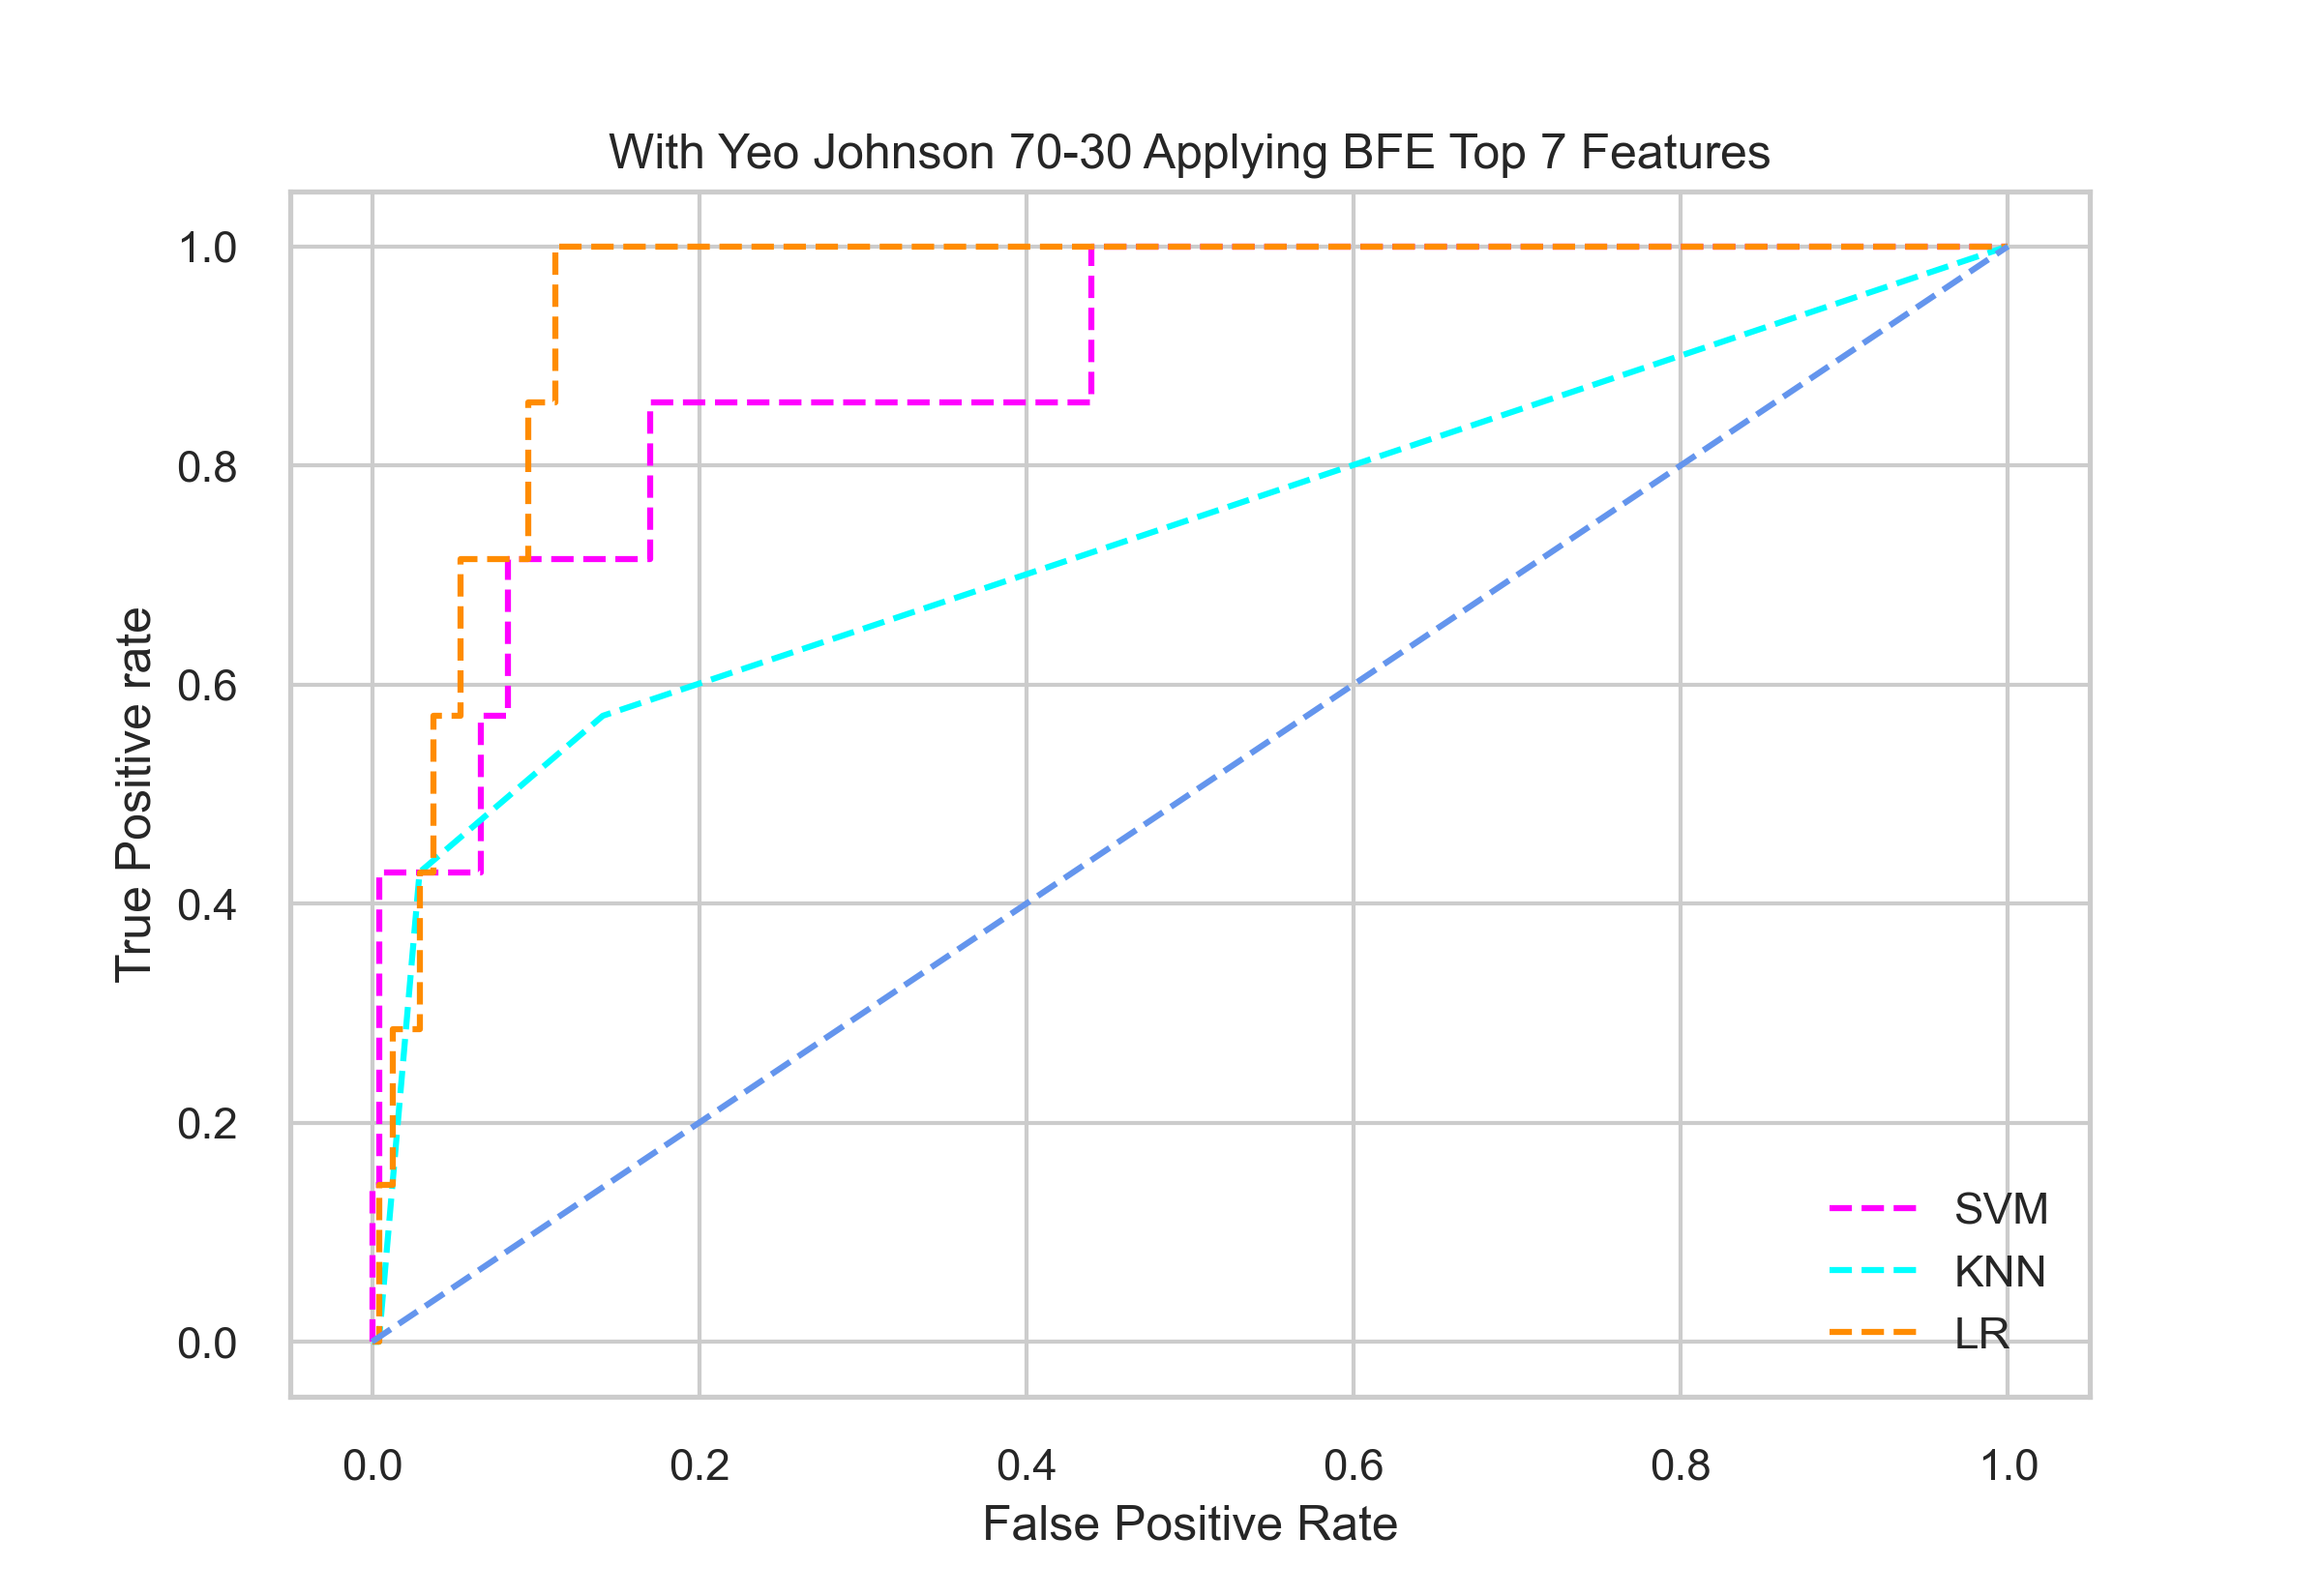 With Yeo Johnson 70-30 Applying BFE Top 7 Features
True Positive rate
1.0
0.8
0.6
0.4
0.2
0.0
SVM
KNN
LR
0.0 0.2 0.4 0.6 0.8 1.0
False Positive Rate